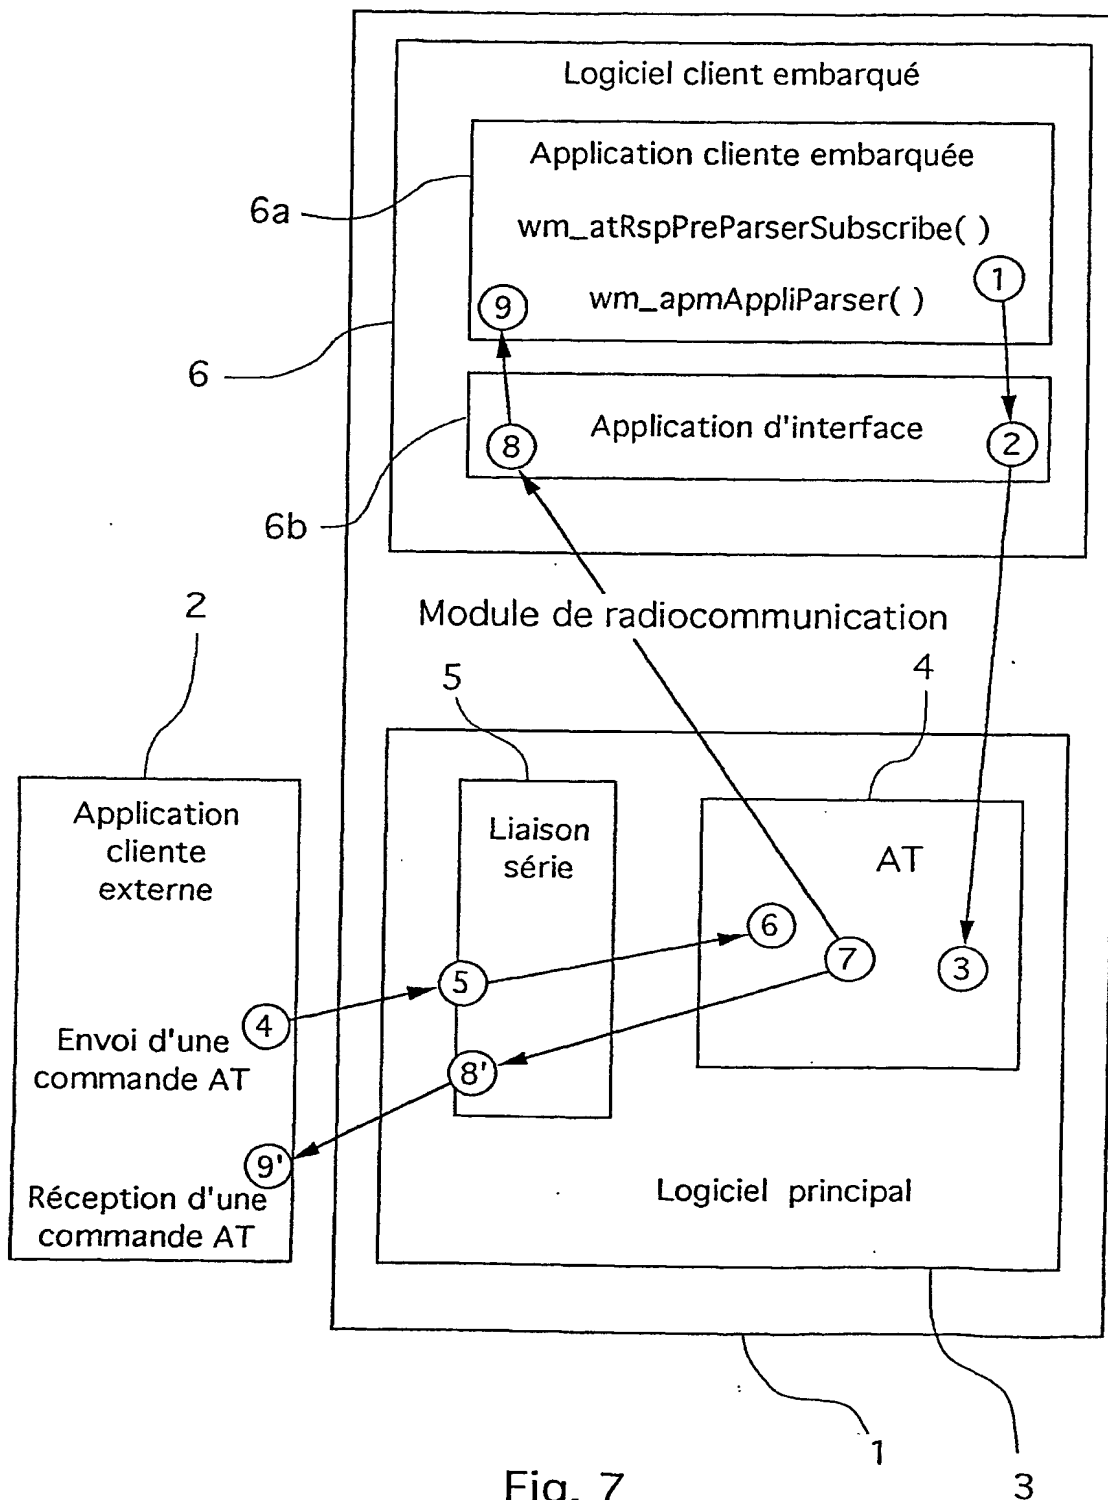 Logiciel client embarqué
Application cliente embarquée
6a
wm_atRspPreParserSubscribe( )
1
wm_apmAppliParser( )
9
6
Application d'interface
8
2
6b
2
Module de radiocommunication
5
4
Application
cliente
externe
Liaison
série
AT
6
7
3
5
4
Envoi d'une
commande AT
8'
9'
Réception d'une
commande AT
Logiciel principal
1
3
Fig. 7